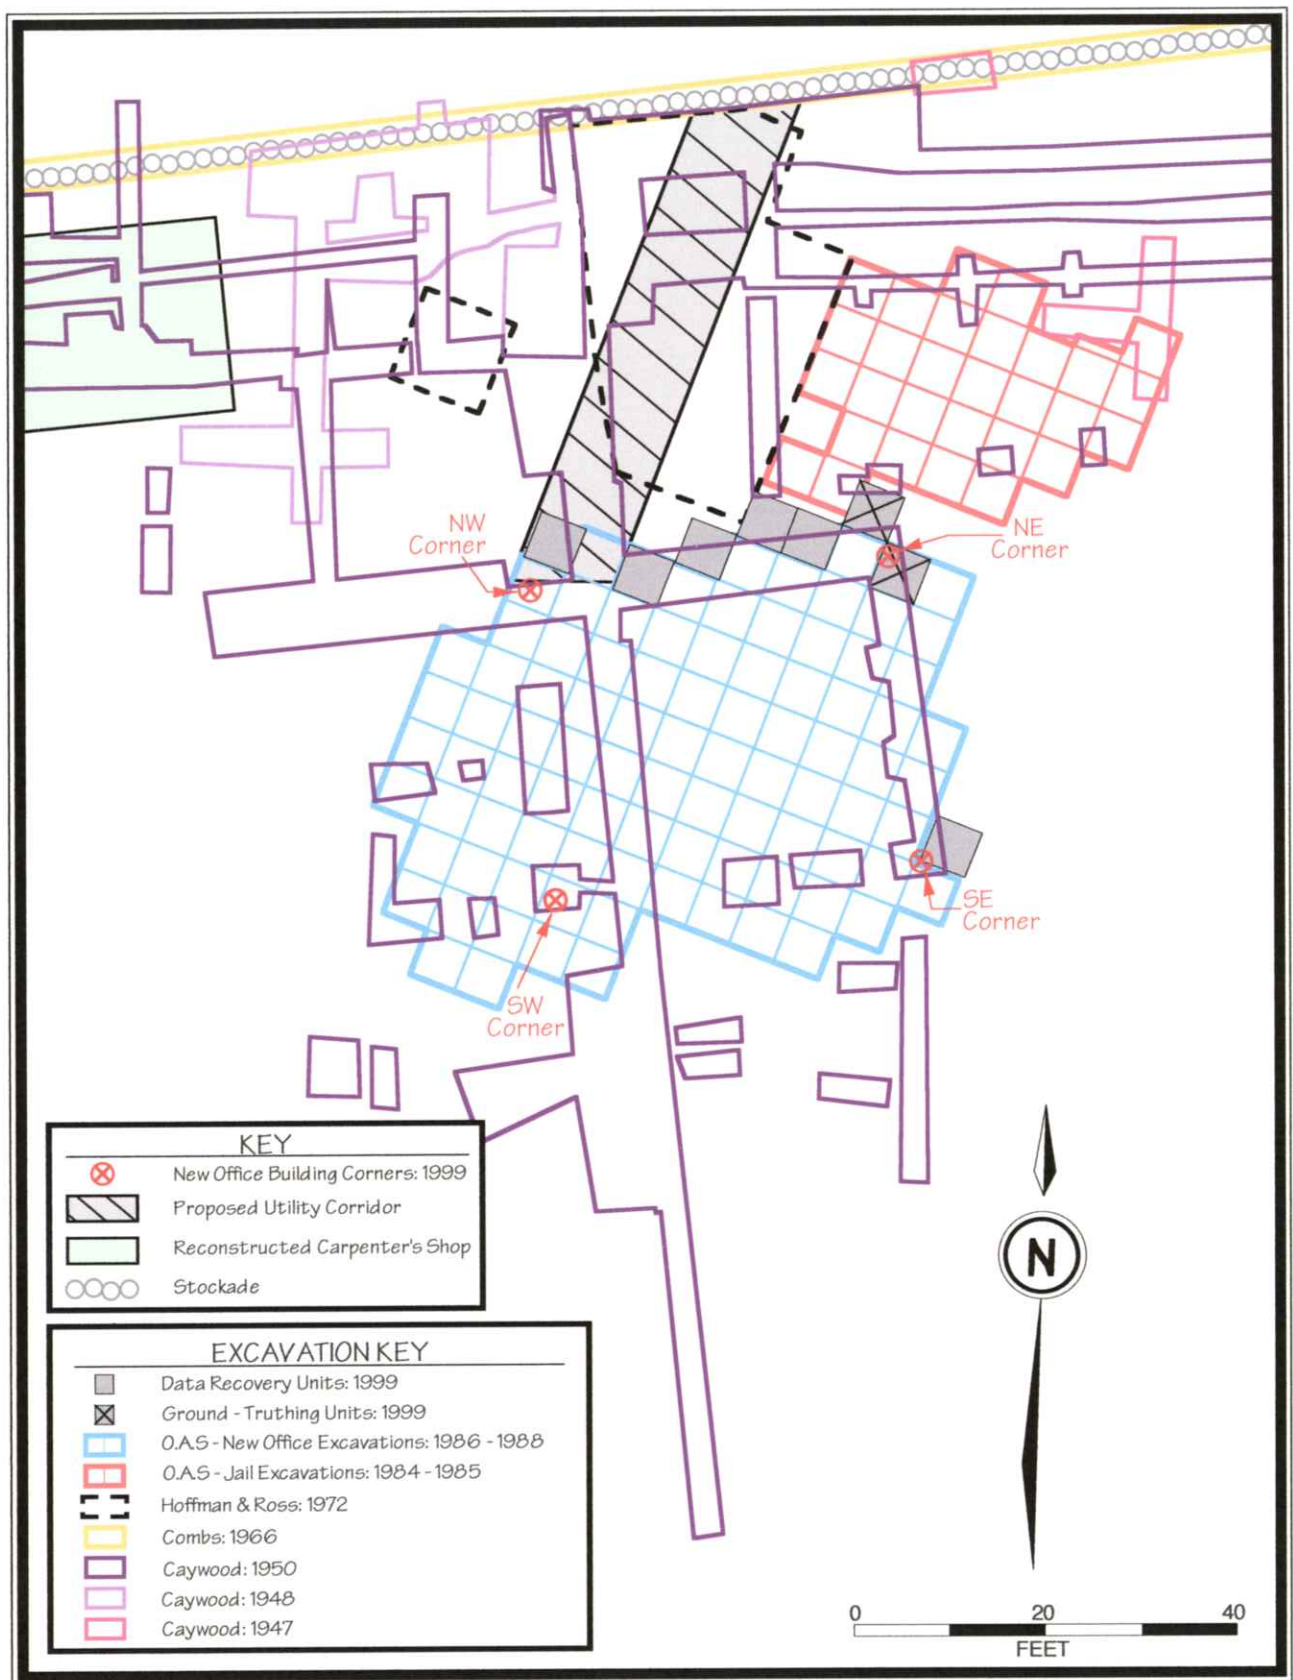 NW
Corner
NE
Corner
SE
Corner
SW
Corner
KEY
New Office Building Corners: 1999
Proposed Utility Corridor
Reconstructed Carpenter's Shop
Stockade
N
EXCAVATION KEY
Data Recovery Units: 1999
Ground - Truthing Units: 1999
O.A.S - New Office Excavations: 1986 - 1988
O.A.S - Jail Excavations: 1984 - 1985
Hoffman & Ross: 1972
Combs: 1966
Caywood: 1950
Caywood: 1948
Caywood: 1947
0 20 40
FEET